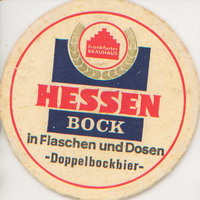 Frankfurter
BRAUHAUS
HESSEN
BOCK
in Flaschen und Dosen
-Doppelbockbier-